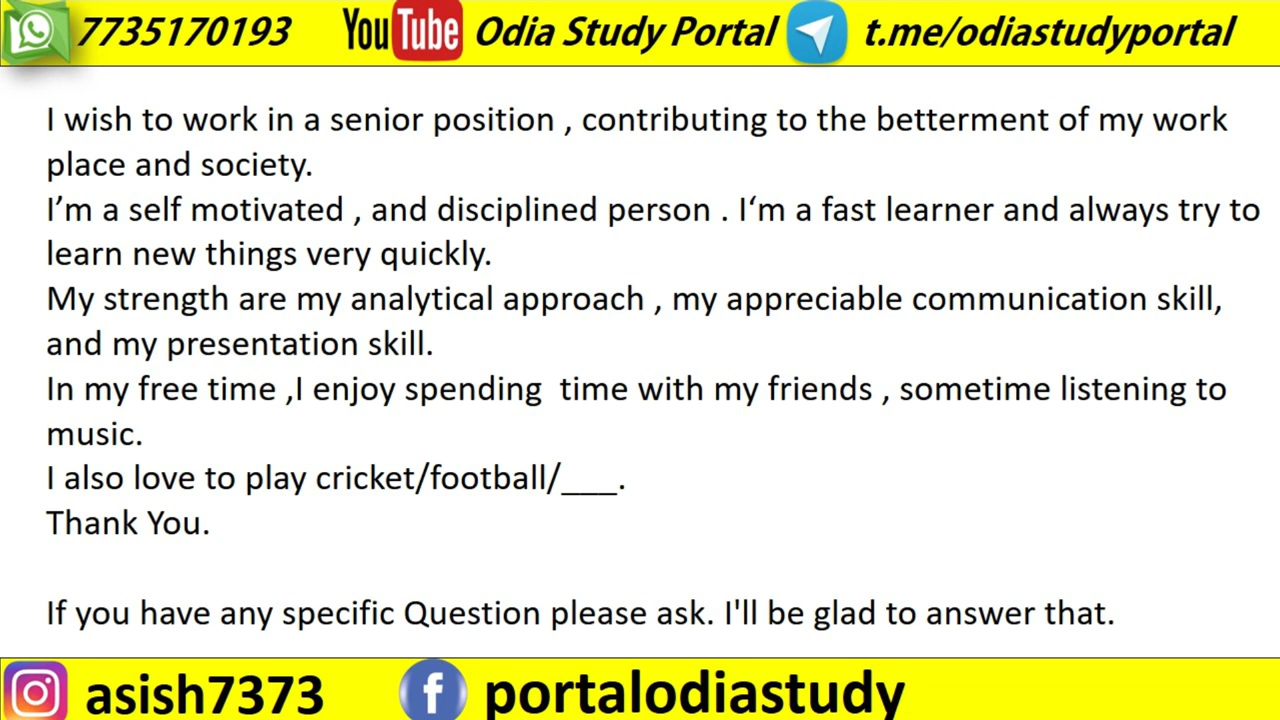 7735170193 YouTube Odia Study Portal t.me/odiastudyportal
I wish to work in a senior position , contributing to the betterment of my work
place and society.
I’m a self motivated , and disciplined person . I‘m a fast learner and always try to
learn new things very quickly.
My strength are my analytical approach , my appreciable communication skill,
and my presentation skill.
In my free time ,I enjoy spending  time with my friends , sometime listening to
music.
I also love to play cricket/football/___.
Thank You.
If you have any specific Question please ask. I'll be glad to answer that.
asish7373 f portalodiastudy